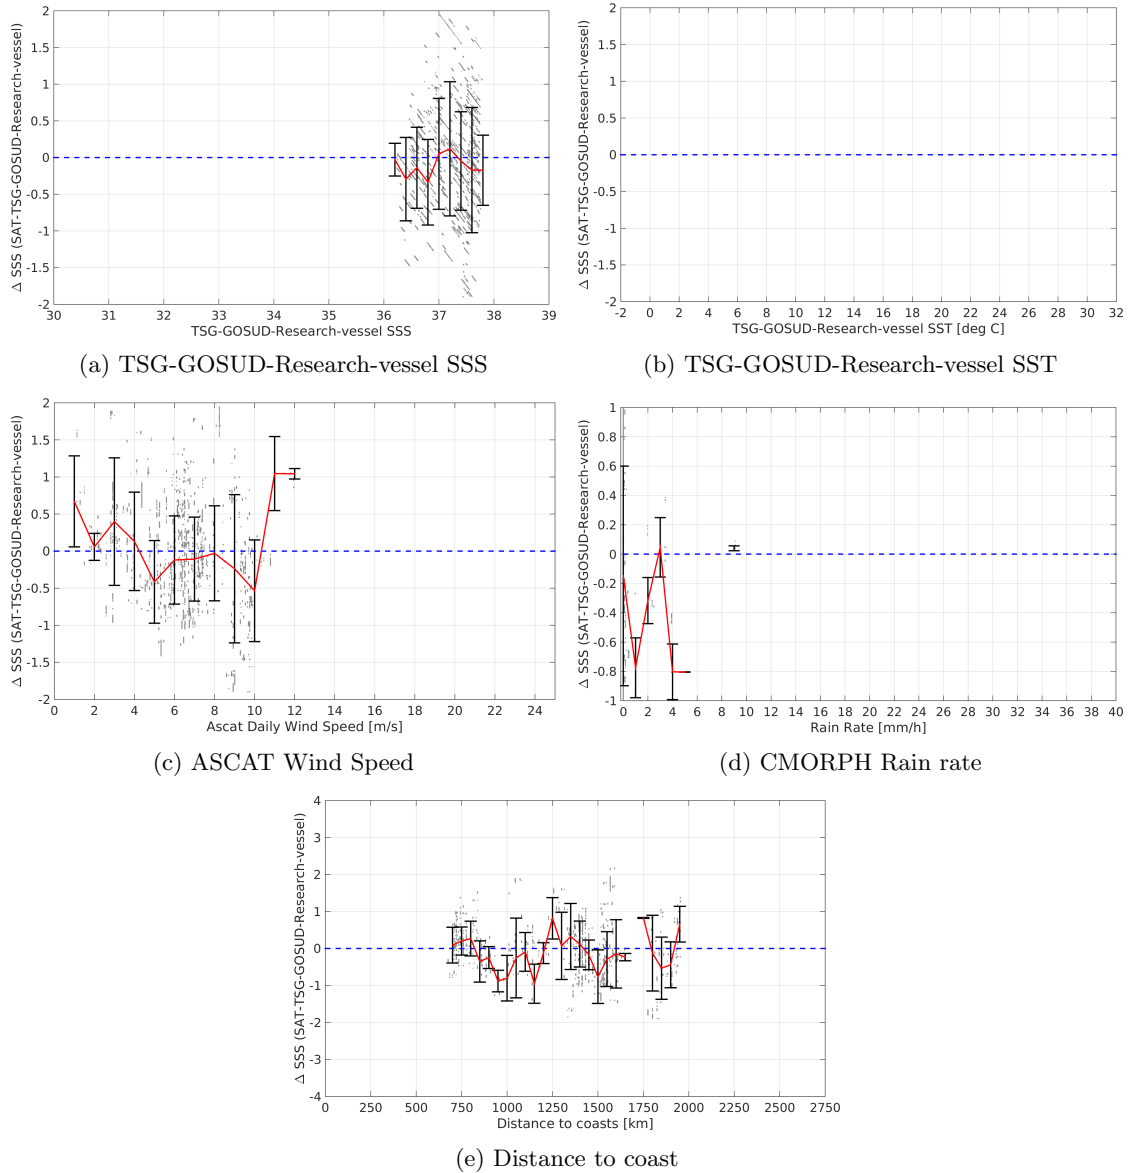 Δ SSS (SAT-TSG-GOSUD-Research-vessel)
2
1.5
1
0.5
0
-0.5
-1
-1.5
-2
30 31 32 33 34 35 36 37 38 39
TSG-GOSUD-Research-vessel SSS
(a) TSG-GOSUD-Research-vessel SSS
Δ SSS (SAT-TSG-GOSUD-Research-vessel)
2
1.5
1
0.5
0
-0.5
-1
-1.5
-2
-2 0 2 4 6 8 10 12 14 16 18 20 22 24 26 28 30 32
TSG-GOSUD-Research-vessel SST [deg C]
(b) TSG-GOSUD-Research-vessel SST
Δ SSS (SAT-TSG-GOSUD-Research-vessel)
2
1.5
1
0.5
0
-0.5
-1
-1.5
-2
0 2 4 6 8 10 12 14 16 18 20 22 24
Ascat Daily Wind Speed [m/s]
(c) ASCAT Wind Speed
Δ SSS (SAT-TSG-GOSUD-Research-vessel)
1
0.8
0.6
0.4
0.2
0
-0.2
-0.4
-0.6
-0.8
-1
0 2 4 6 8 10 12 14 16 18 20 22 24 26 28 30 32 34 36 38 40
Rain Rate [mm/h]
(d) CMORPH Rain rate
Δ SSS (SAT-TSG-GOSUD-Research-vessel)
4
3
2
1
0
-1
-2
-3
-4
0 250 500 750 1000 1250 1500 1750 2000 2250 2500 2750
Distance to coasts [km]
(e) Distance to coast